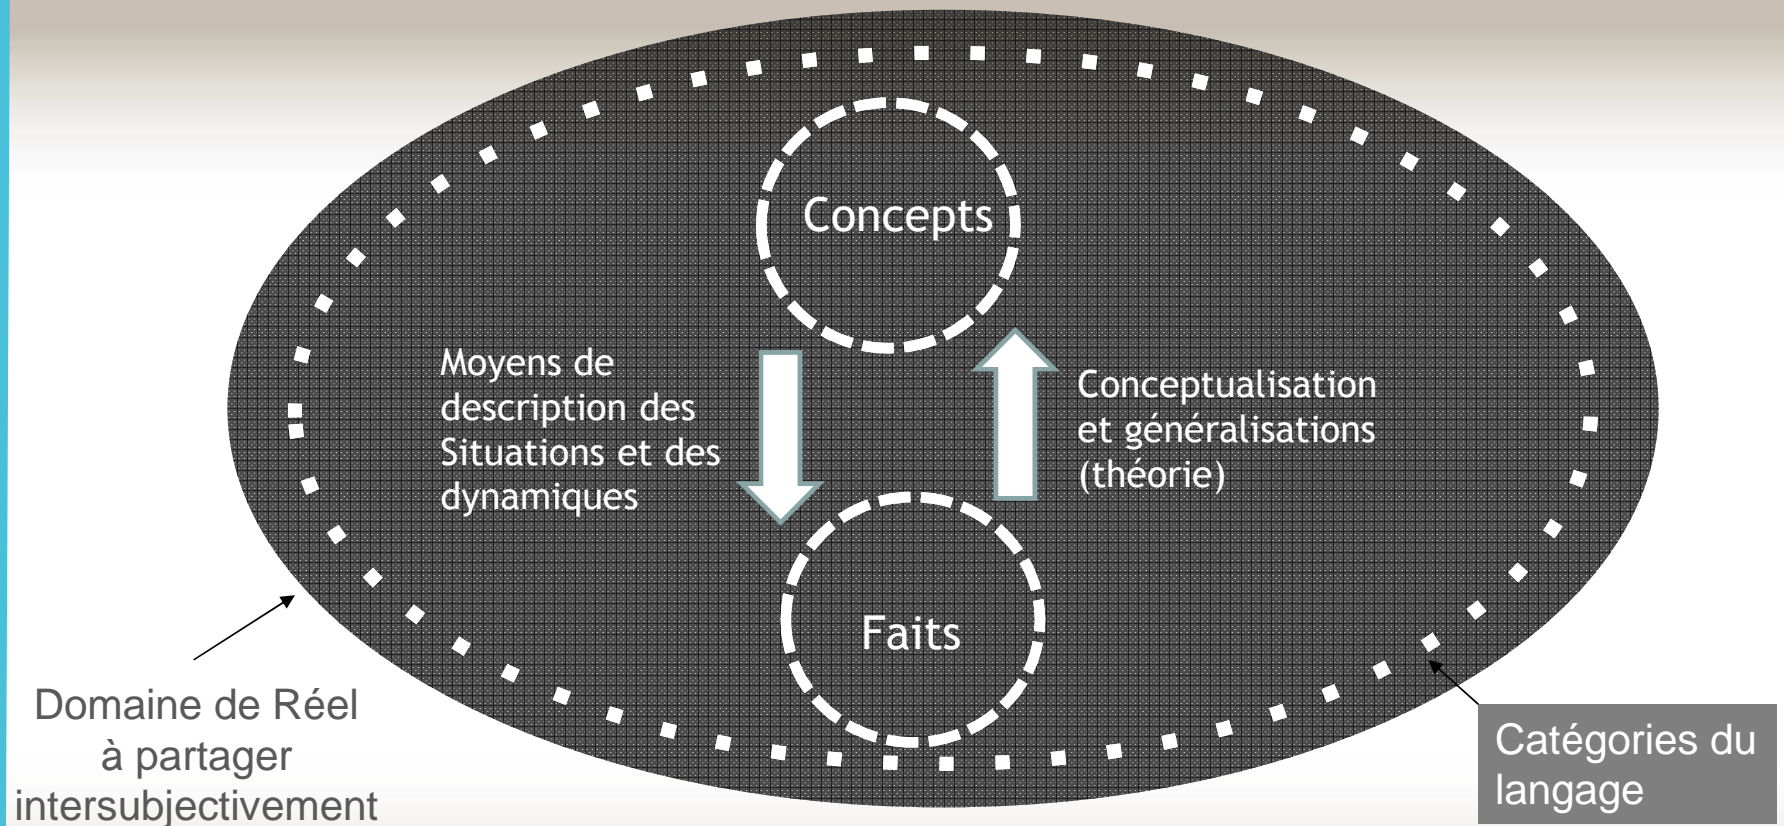 Concepts
Moyens de
description des
Situations et des
dynamiques
Conceptualisation
et généralisations
(théorie)
Faits
Domaine de Réel
à partager
intersubjectivement
Catégories du
langage